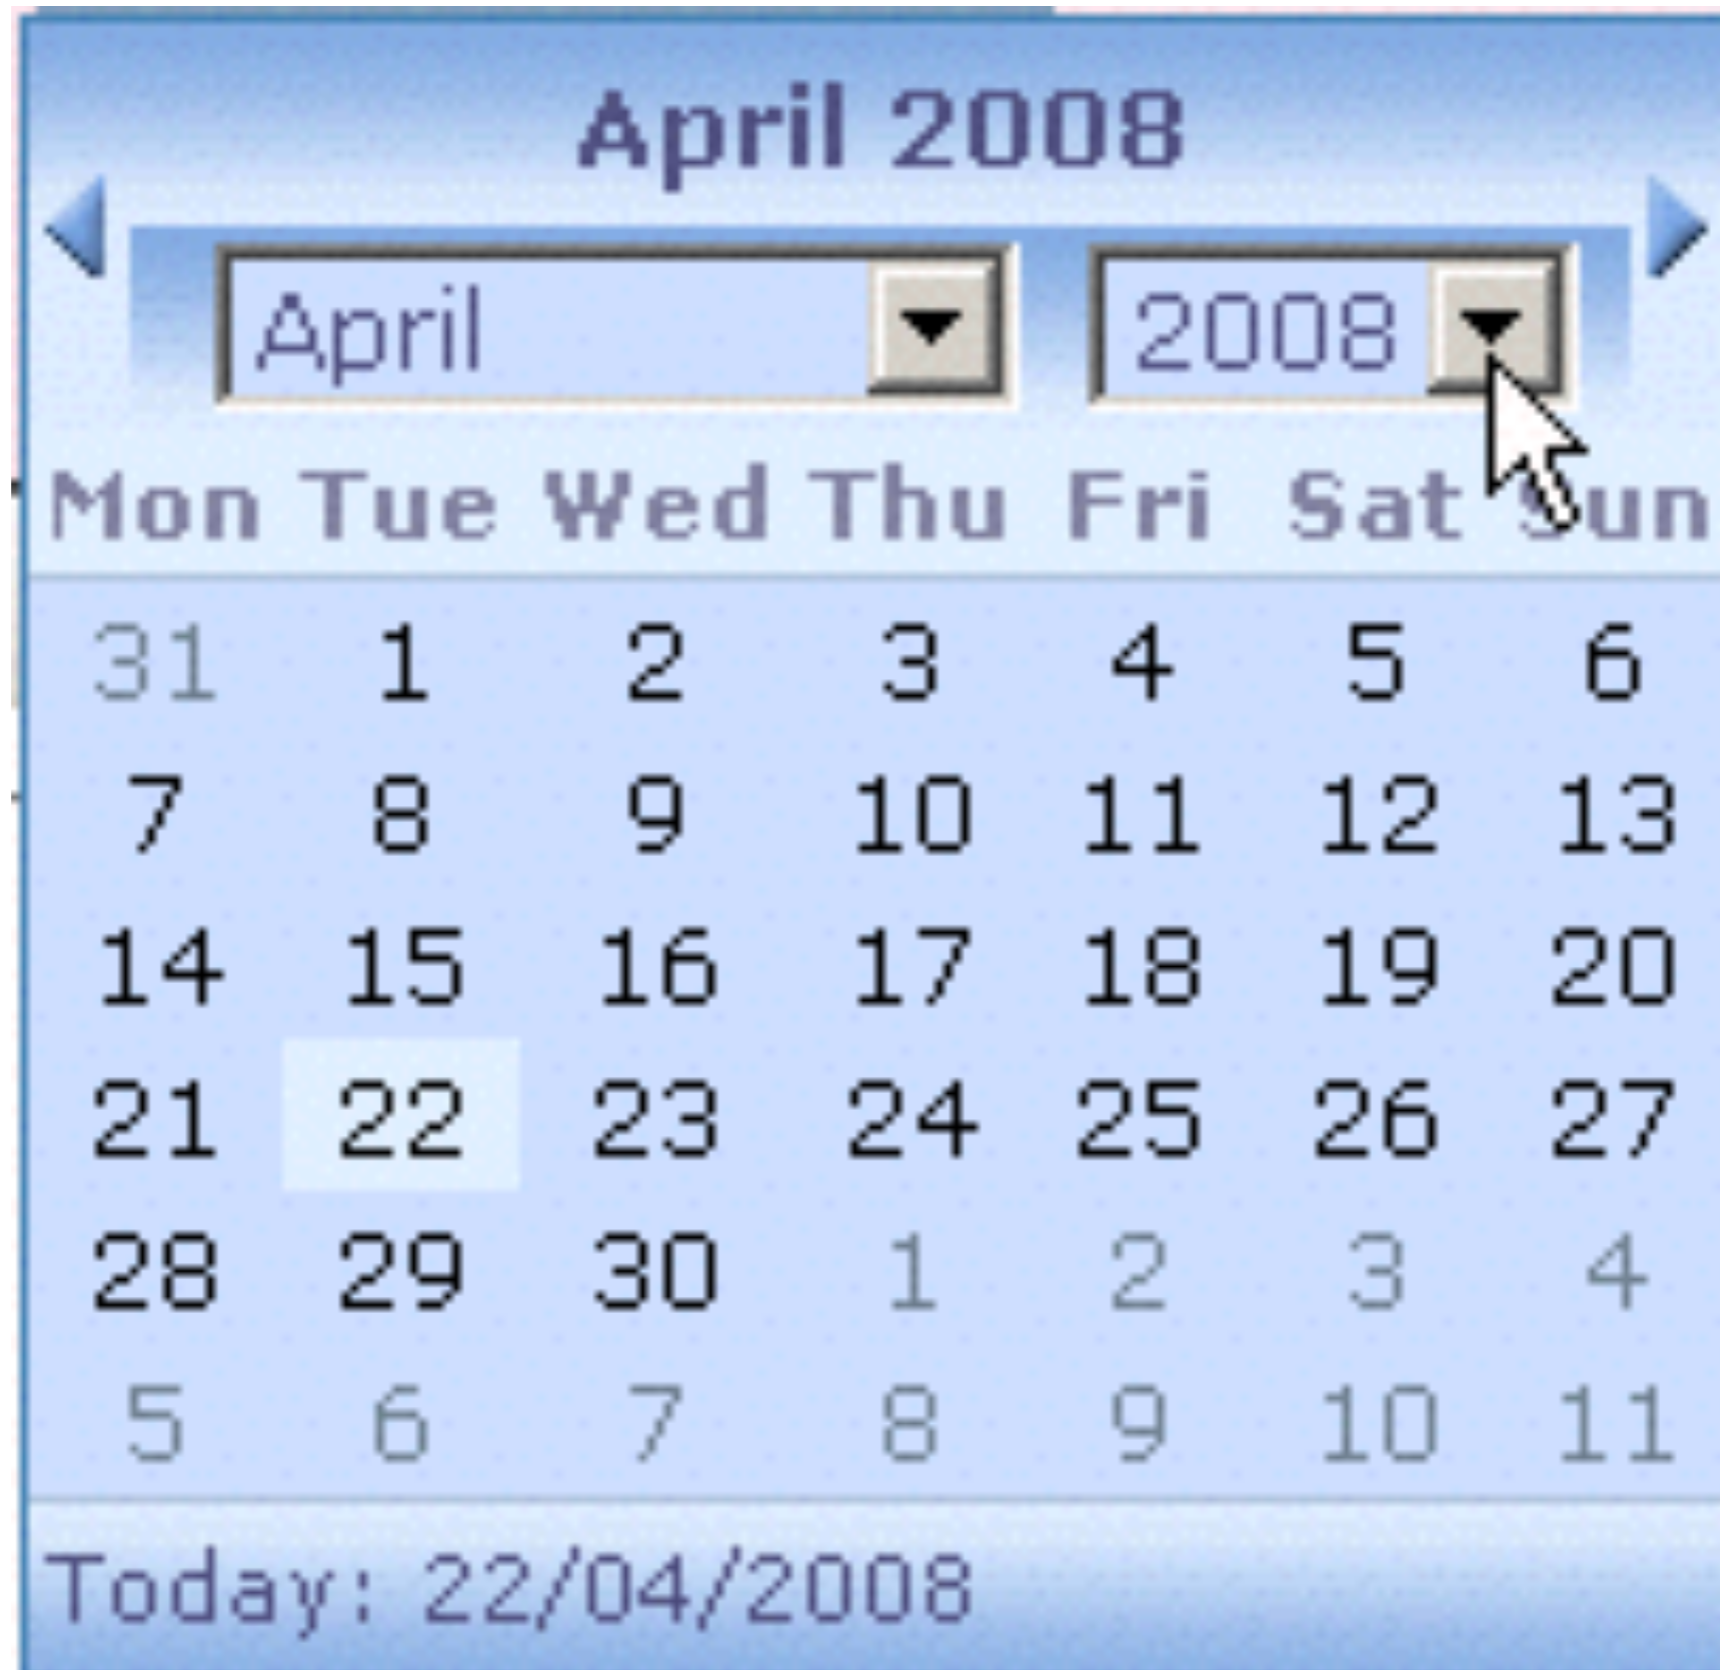 April 2008
April 2008
Mon Tue Wed Thu Fri Sat Sun
31 1 2 3 4 5 6
7 8 9 10 11 12 13
14 15 16 17 18 19 20
21 22 23 24 25 26 27
28 29 30 1 2 3 4
5 6 7 8 9 10 11
Today: 22/04/2008